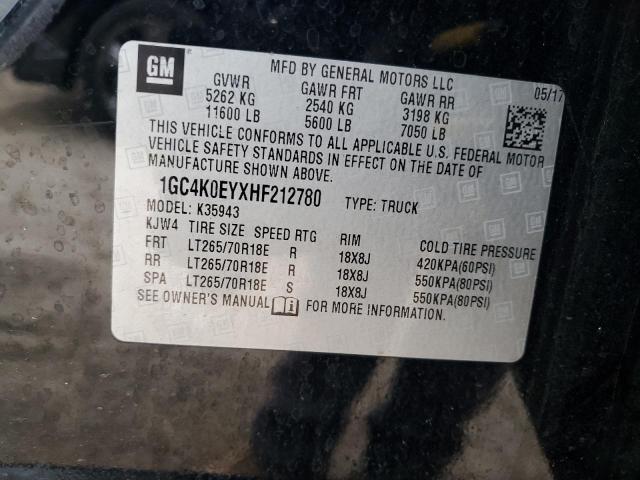 GM
MFD BY GENERAL MOTORS LLC
05/17
GVWR GAWR FRT GAWR RR
5262 KG 2540 KG 3198 KG
11600 LB 5600 LB 7050 LB
THIS VEHICLE CONFORMS TO ALL APPLICABLE U.S. FEDERAL MOTOR
VEHICLE SAFETY STANDARDS IN EFFECT ON THE DATE OF
MANUFACTURE SHOWN ABOVE.
1GC4K0EYXHF212780 TYPE: TRUCK
MODEL: K35943
KJW4 TIRE SIZE SPEED RTG RIM COLD TIRE PRESSURE
FRT LT265/70R18E R 18X8J 420KPA(60PSI)
RR LT265/70R18E R 18X8J 550KPA(80PSI)
SPA LT265/70R18E S 18X8J 550KPA(80PSI)
SEE OWNER'S MANUAL FOR MORE INFORMATION.